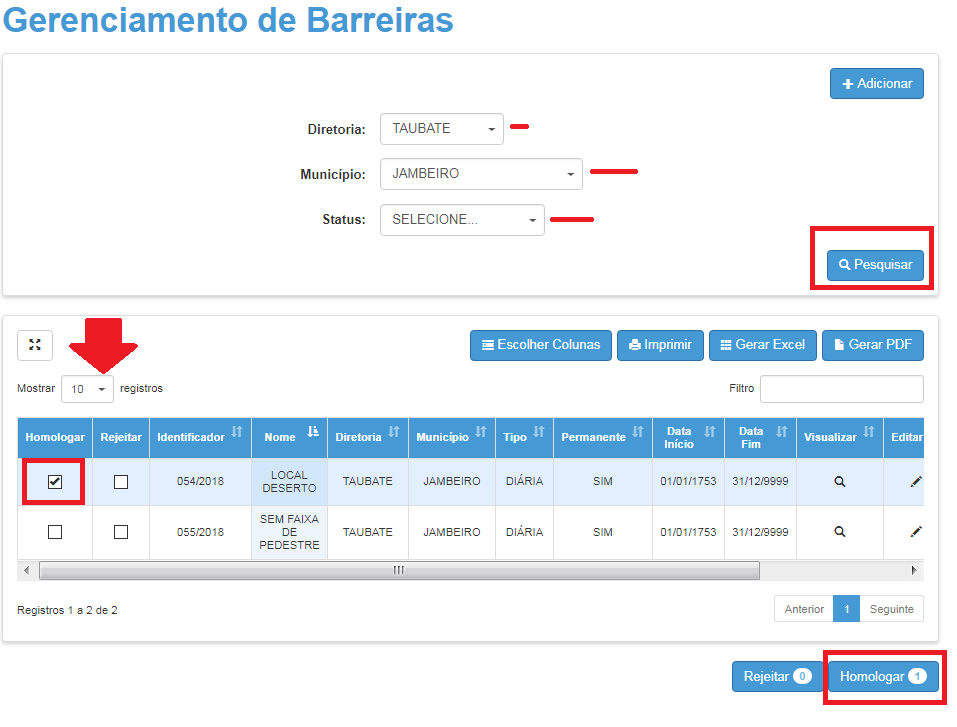 Gerenciamento de Barreiras
Adicionar
Diretoria: TAUBATE
Município: JAMBEIRO
Status: SELECIONE...
Pesquisar
Escolher Colunas Imprimir Gerar Excel Gerar PDF
Mostrar 10 registros Filtro
Homologar Rejeitar Identificador Nome Diretoria Município Tipo Permanente Data Início Data Fim Visualizar Editar
054/2018 LOCAL DESERTO TAUBATE JAMBEIRO DIÁRIA SIM 01/01/1753 31/12/9999
055/2018 SEM FAIXA DE PEDESTRE TAUBATE JAMBEIRO DIÁRIA SIM 01/01/1753 31/12/9999
Registros 1 a 2 de 2 Anterior 1 Seguinte
Rejeitar 0 Homologar 1